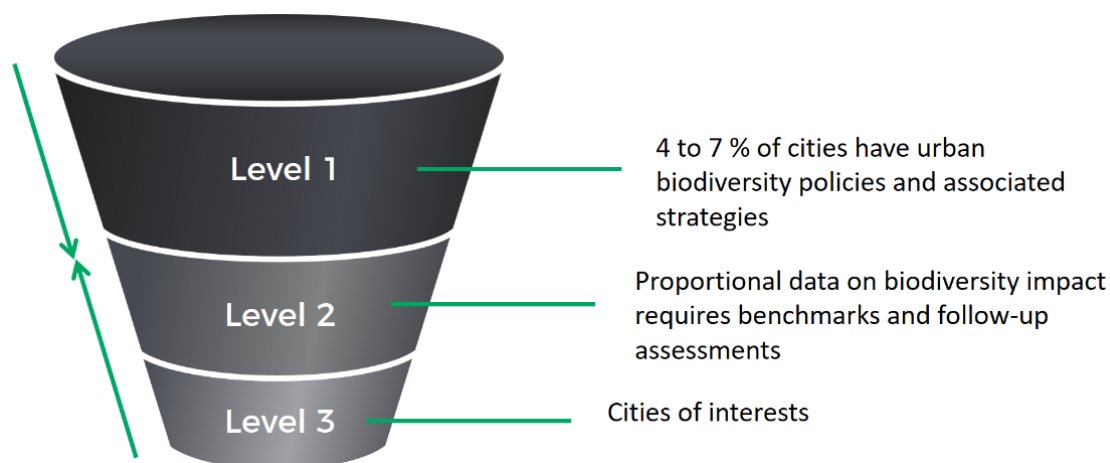 Level 1
4 to 7 % of cities have urban
biodiversity policies and associated
strategies
Level 2
Proportional data on biodiversity impact
requires benchmarks and follow-up
assessments
Level 3
Cities of interests